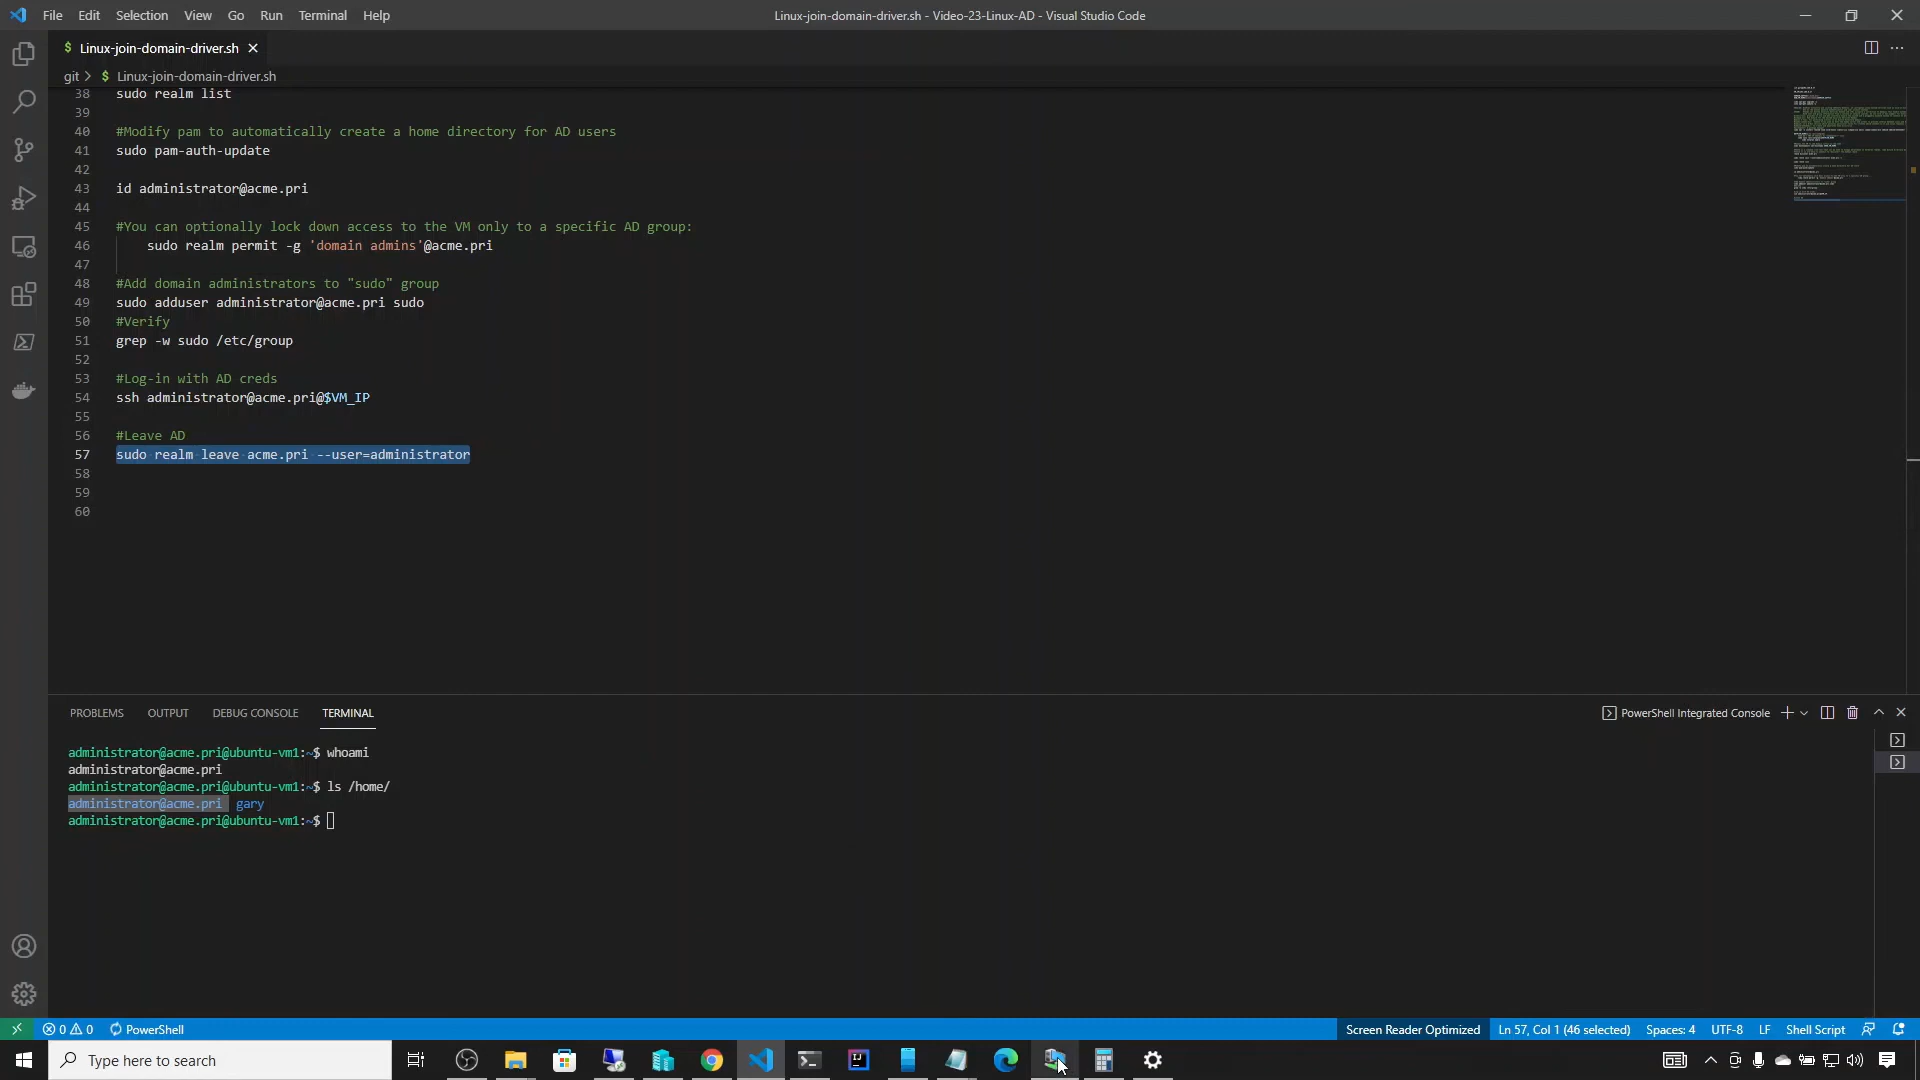 File Edit Selection View Go Run Terminal Help
Linux-join-domain-driver.sh - Video-23-Linux-AD - Visual Studio Code
$ Linux-join-domain-driver.sh
git > $ Linux-join-domain-driver.sh
38 sudo realm list
39
40 #Modify pam to automatically create a home directory for AD users
41 sudo pam-auth-update
42
43 id administrator@acme.pri
44
45 #You can optionally lock down access to the VM only to a specific AD group:
46 sudo realm permit -g 'domain admins'@acme.pri
47
48 #Add domain administrators to "sudo" group
49 sudo adduser administrator@acme.pri sudo
50 #Verify
51 grep -w sudo /etc/group
52
53 #Log-in with AD creds
54 ssh administrator@acme.pri@$VM_IP
55
56 #Leave AD
57 sudo realm leave acme.pri --user=administrator
58
59
60
PROBLEMS OUTPUT DEBUG CONSOLE TERMINAL
PowerShell Integrated Console
administrator@acme.pri@ubuntu-vm1:~$ whoami
administrator@acme.pri
administrator@acme.pri@ubuntu-vm1:~$ ls /home/
administrator@acme.pri gary
administrator@acme.pri@ubuntu-vm1:~$
0 0 PowerShell
Screen Reader Optimized Ln 57, Col 1 (46 selected) Spaces: 4 UTF-8 LF Shell Script
Type here to search